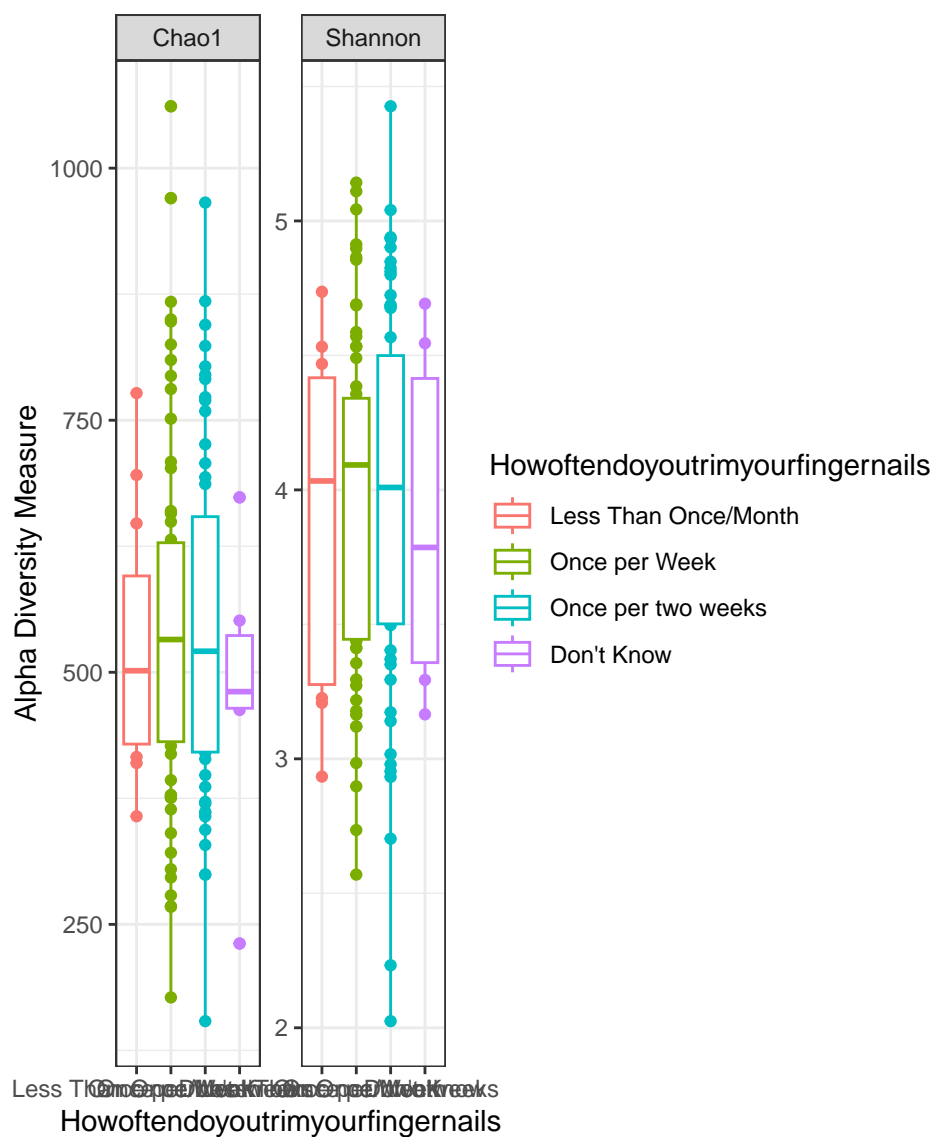 Chao1
Shannon
1000
750
500
250
5
4
3
2
Alpha Diversity Measure
Howoftendoyoutrimyourfingernails
Howoftendoyoutrimyourfingernails
Less Than Once/Month
Once per Week
Once per two weeks
Don't Know